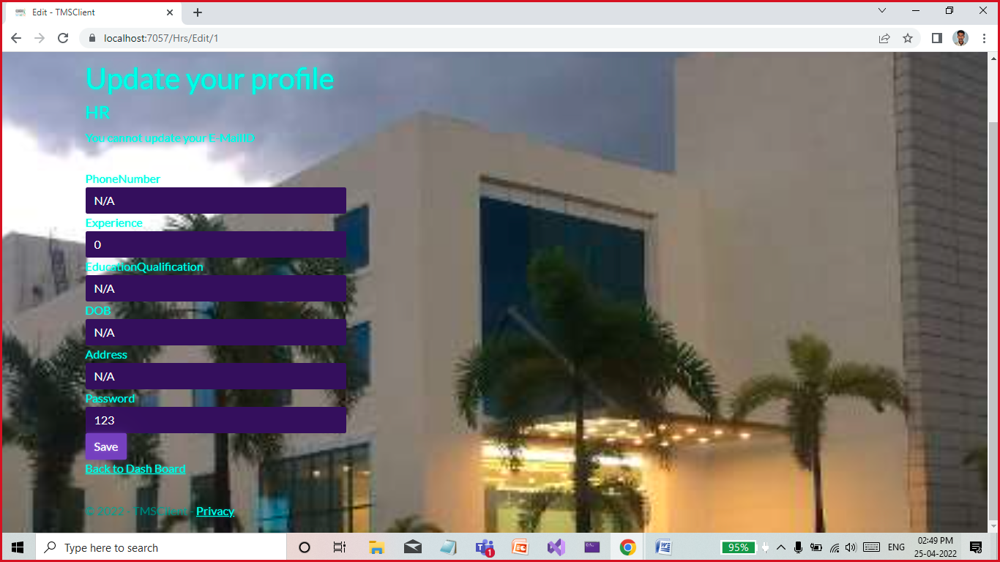 Edit - TMSClient
localhost:7057/Hrs/Edit/1
Update your profile
HR
You cannot update your E-MailID
PhoneNumber
N/A
Experience
0
EducationQualification
N/A
DOB
N/A
Address
N/A
Password
123
Save
Back to Dash Board
© 2022 - TMSClient - Privacy
Type here to search
1
95%
ENG
02:49 PM
25-04-2022